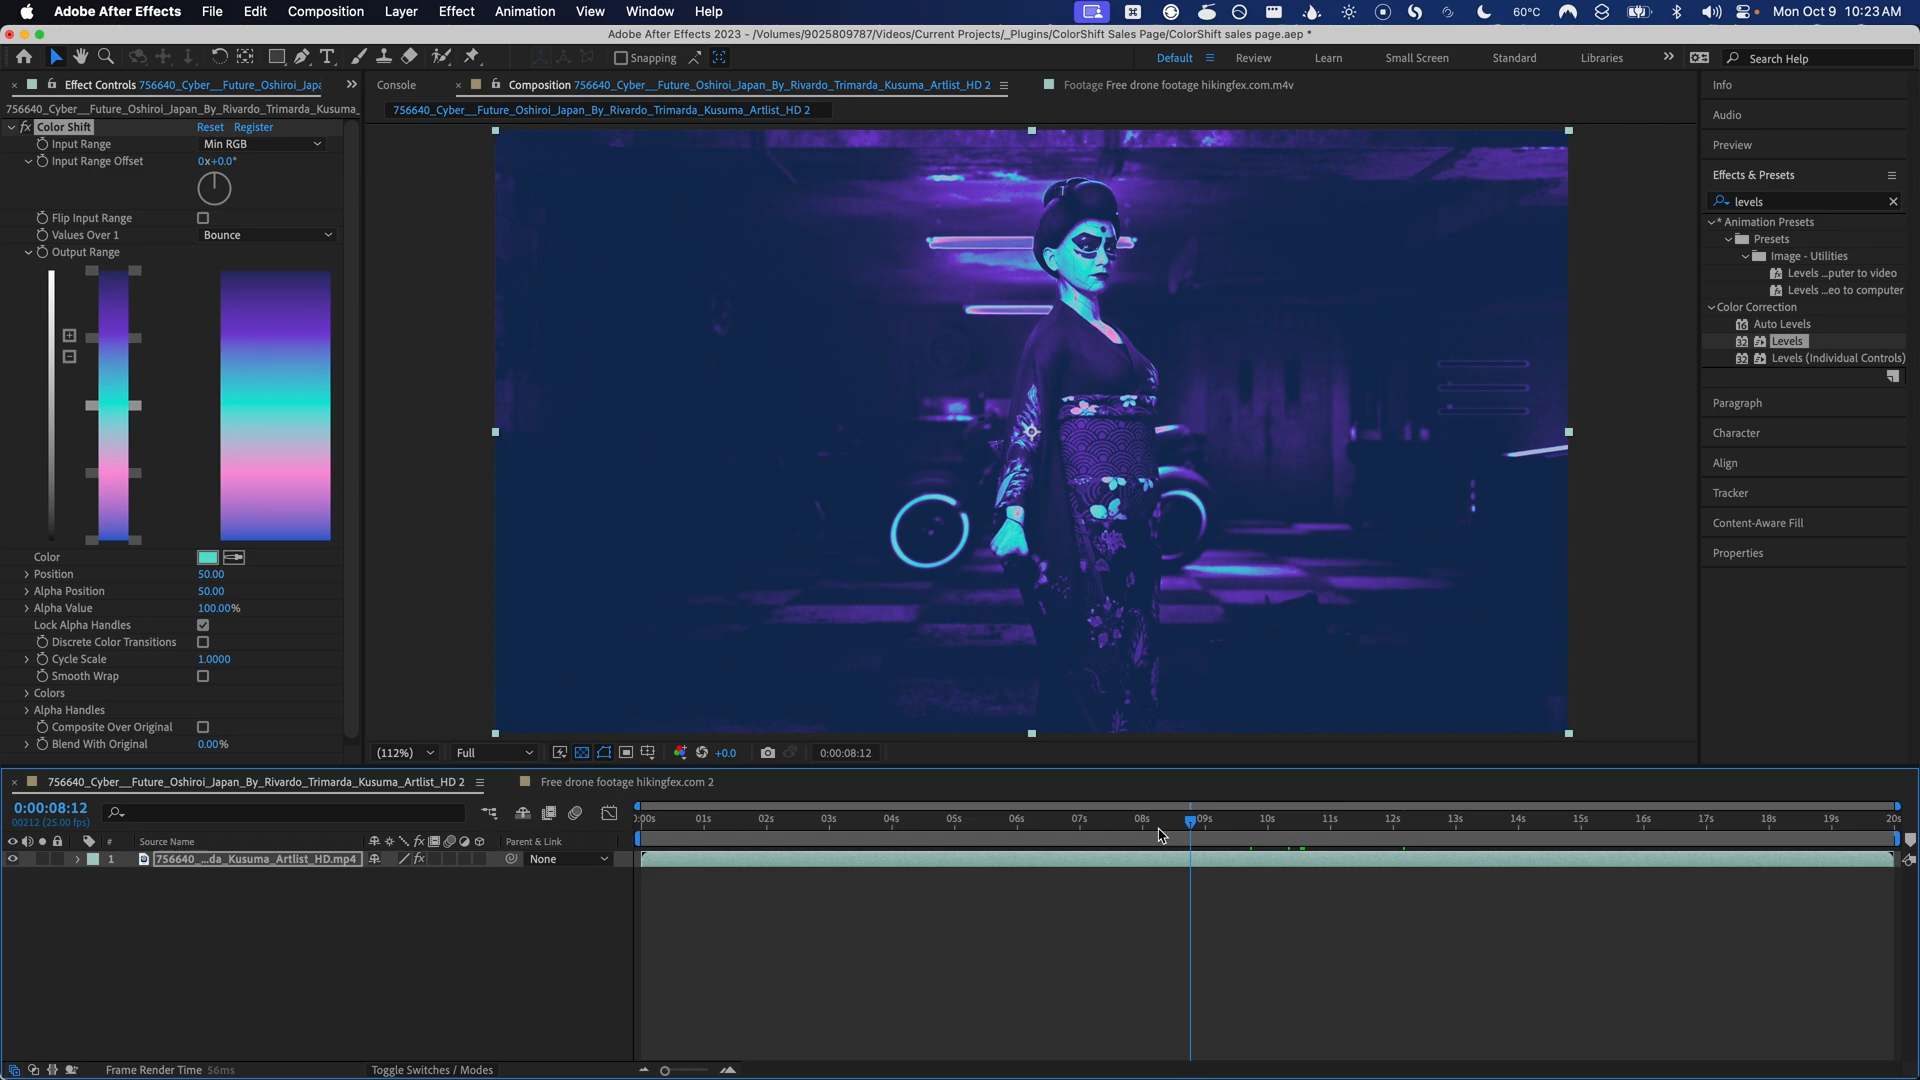 Adobe After Effects File Edit Composition Layer Effect Animation View Window Help 60°C Mon Oct 9 10:23 AM
Adobe After Effects 2023 - /Volumes/9025809787/Videos/Current Projects/_Plugins/ColorShift Sales Page/ColorShift sales page.aep *
Snapping Default Review Learn Small Screen Standard Libraries Search Help
Effect Controls 756640_Cyber__Future_Oshiroi_Japa Console Composition 756640_Cyber__Future_Oshiroi_Japan_By_Rivardo_Trimarda_Kusuma_Artlist_HD 2 Footage Free drone footage hikingfex.com.m4v
756640_Cyber__Future_Oshiroi_Japan_By_Rivardo_Trimarda_Kusuma_ 756640_Cyber__Future_Oshiroi_Japan_By_Rivardo_Trimarda_Kusuma_Artlist_HD 2
fx Color Shift Reset Register
Input Range Min RGB
Input Range Offset 0x+0.0°
Flip Input Range
Values Over 1 Bounce
Output Range
Color
Position 50.00
Alpha Position 50.00
Alpha Value 100.00%
Lock Alpha Handles
Discrete Color Transitions
Cycle Scale 1.0000
Smooth Wrap
Colors
Alpha Handles
Composite Over Original
Blend With Original 0.00%
(112%) Full +0.0 0:00:08:12
Info
Audio
Preview
Effects & Presets
levels
* Animation Presets
Presets
Image - Utilities
Levels ...puter to video
Levels ...eo to computer
Color Correction
16 Auto Levels
32 Levels
32 Levels (Individual Controls)
Paragraph
Character
Align
Tracker
Content-Aware Fill
Properties
756640_Cyber__Future_Oshiroi_Japan_By_Rivardo_Trimarda_Kusuma_Artlist_HD 2 Free drone footage hikingfex.com 2
0:00:08:12
00212 (25.00 fps)
):00s 01s 02s 03s 04s 05s 06s 07s 08s 09s 10s 11s 12s 13s 14s 15s 16s 17s 18s 19s 20s
# Source Name fx Parent & Link
1 756640_...da_Kusuma_Artlist_HD.mp4 fx None
Frame Render Time 56ms Toggle Switches / Modes